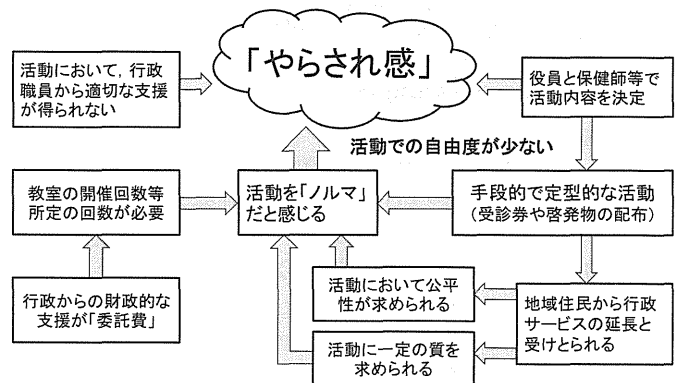 「やらされ感」
活動において，行政
職員から適切な支援
が得られない
役員と保健師等で
活動内容を決定
活動での自由度が少ない
教室の開催回数等
所定の回数が必要
活動を「ノルマ」
だと感じる
手段的で定型的な活動
（受診券や啓発物の配布）
行政からの財政的な
支援が「委託費」
活動において公平
性が求められる
地域住民から行政
サービスの延長と
受けとられる
活動に一定の質を
求められる